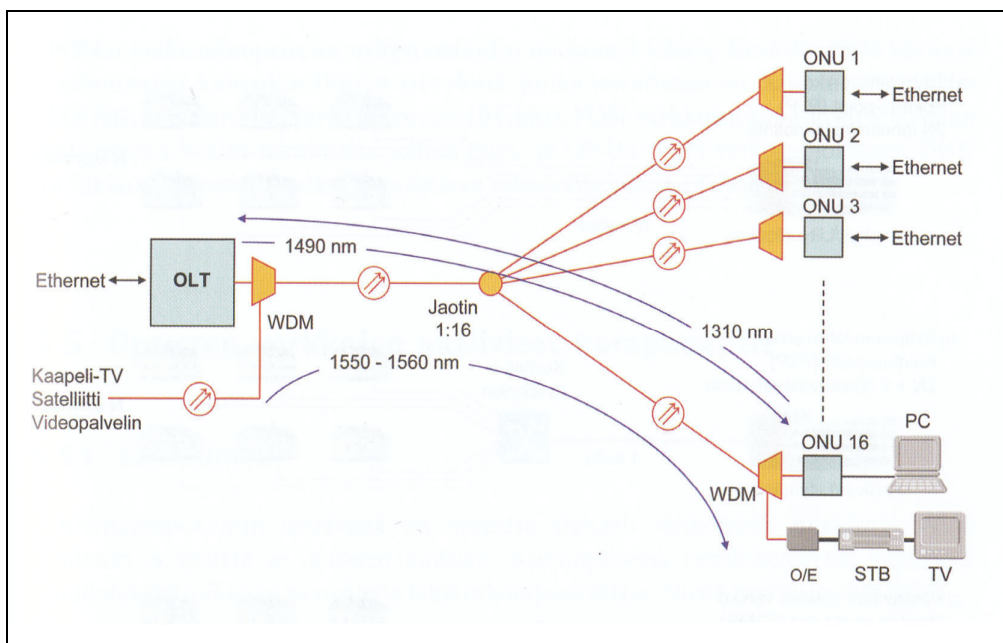 ONU 1
Ethernet
ONU 2
Ethernet
ONU 3
Ethernet
1490 nm
Ethernet
OLT
WDM
Jaotin
1:16
1310 nm
1550 - 1560 nm
Kaapeli-TV
Satelliitti
Videopalvelin
ONU 16
PC
WDM
O/E
STB
TV